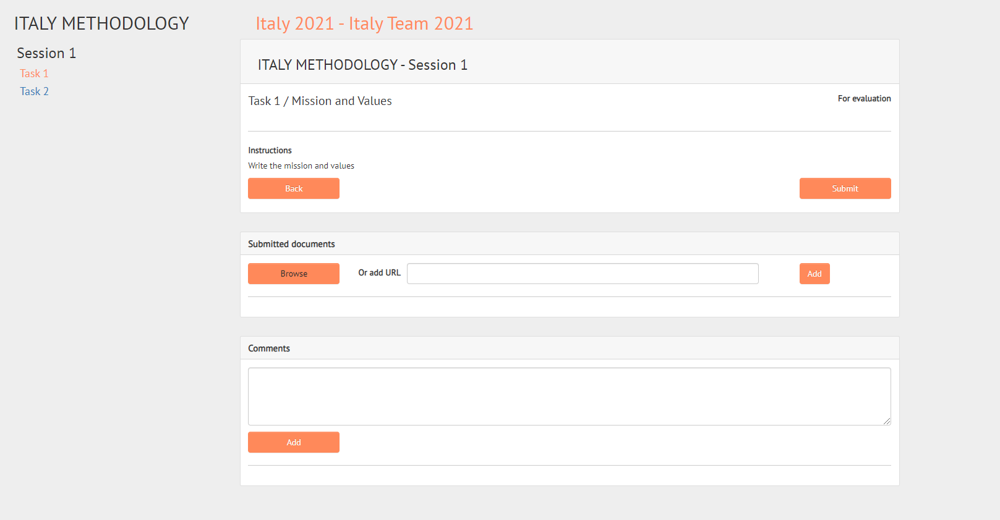 ITALY METHODOLOGY
Session 1
Task 1
Task 2
Italy 2021 - Italy Team 2021
ITALY METHODOLOGY - Session 1
Task 1 / Mission and Values
For evaluation
Instructions
Write the mission and values
Back
Submit
Submitted documents
Browse
Or add URL
Add
Comments
Add